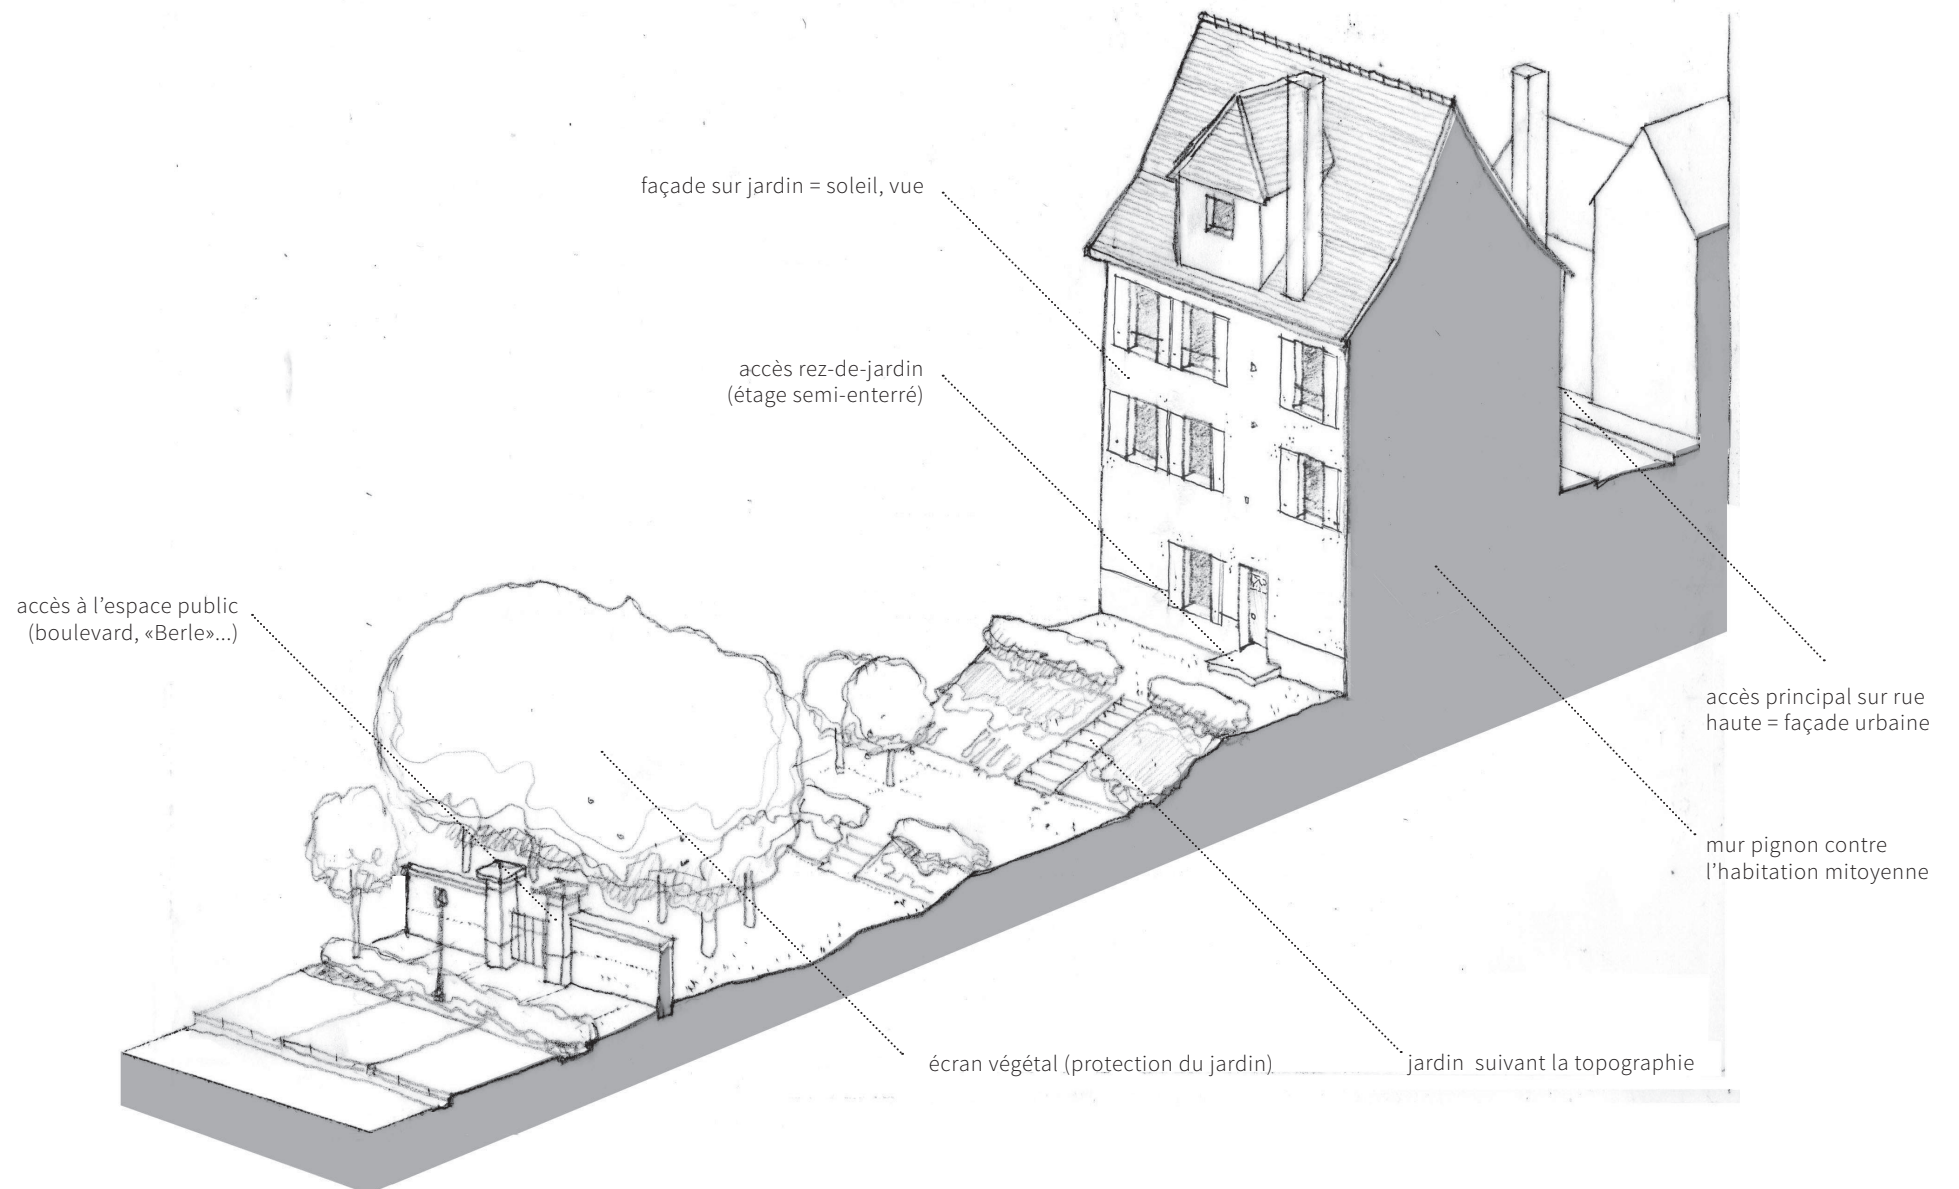 façade sur jardin = soleil, vue
accès rez-de-jardin
(étage semi-enterré)
accès à l’espace public
(boulevard, «Berle»...)
accès principal sur rue
haute = façade urbaine
mur pignon contre
l’habitation mitoyenne
écran végétal (protection du jardin)
jardin suivant la topographie